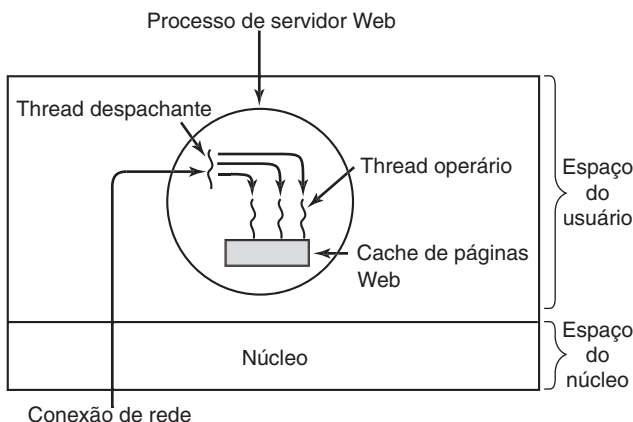 Processo de servidor Web
Thread despachante
Thread operário
Espaço
do
usuário
Cache de páginas
Web
Núcleo
Espaço
do
núcleo
Conexão de rede